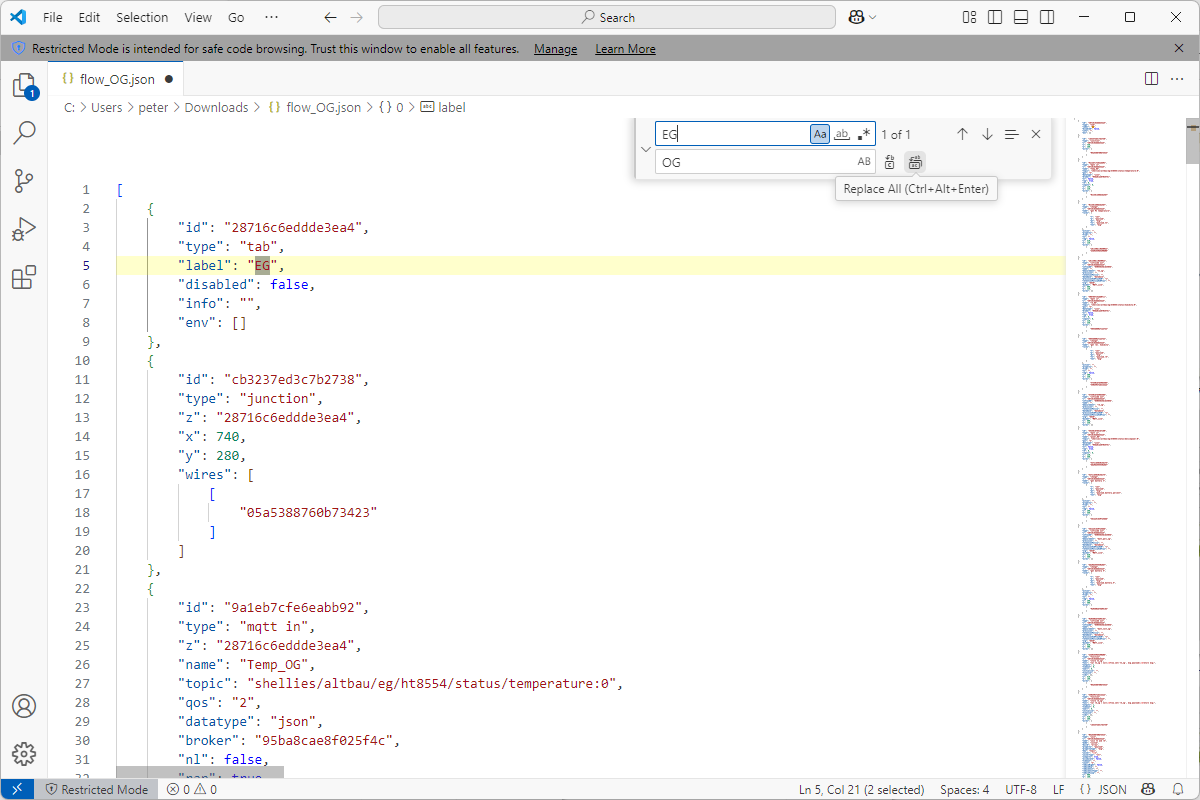 File Edit Selection View Go ··· Search
Restricted Mode is intended for safe code browsing. Trust this window to enable all features. Manage Learn More
1
{} flow_OG.json
C: > Users > peter > Downloads > {} flow_OG.json > {} 0 > abc label
EG Aa ab .* 1 of 1
OG AB
Replace All (Ctrl+Alt+Enter)
1 [
2 {
3 "id": "28716c6eddde3ea4",
4 "type": "tab",
5 "label": "EG",
6 "disabled": false,
7 "info": "",
8 "env": []
9 },
10 {
11 "id": "cb3237ed3c7b2738",
12 "type": "junction",
13 "z": "28716c6eddde3ea4",
14 "x": 740,
15 "y": 280,
16 "wires": [
17 [
18 "05a5388760b73423"
19 ]
20 ]
21 },
22 {
23 "id": "9a1eb7cfe6eabb92",
24 "type": "mqtt in",
25 "z": "28716c6eddde3ea4",
26 "name": "Temp_OG",
27 "topic": "shellies/altbau/eg/ht8554/status/temperature:0",
28 "qos": "2",
29 "datatype": "json",
30 "broker": "95ba8cae8f025f4c",
31 "nl": false,
Restricted Mode 0 0 Ln 5, Col 21 (2 selected) Spaces: 4 UTF-8 LF {} JSON